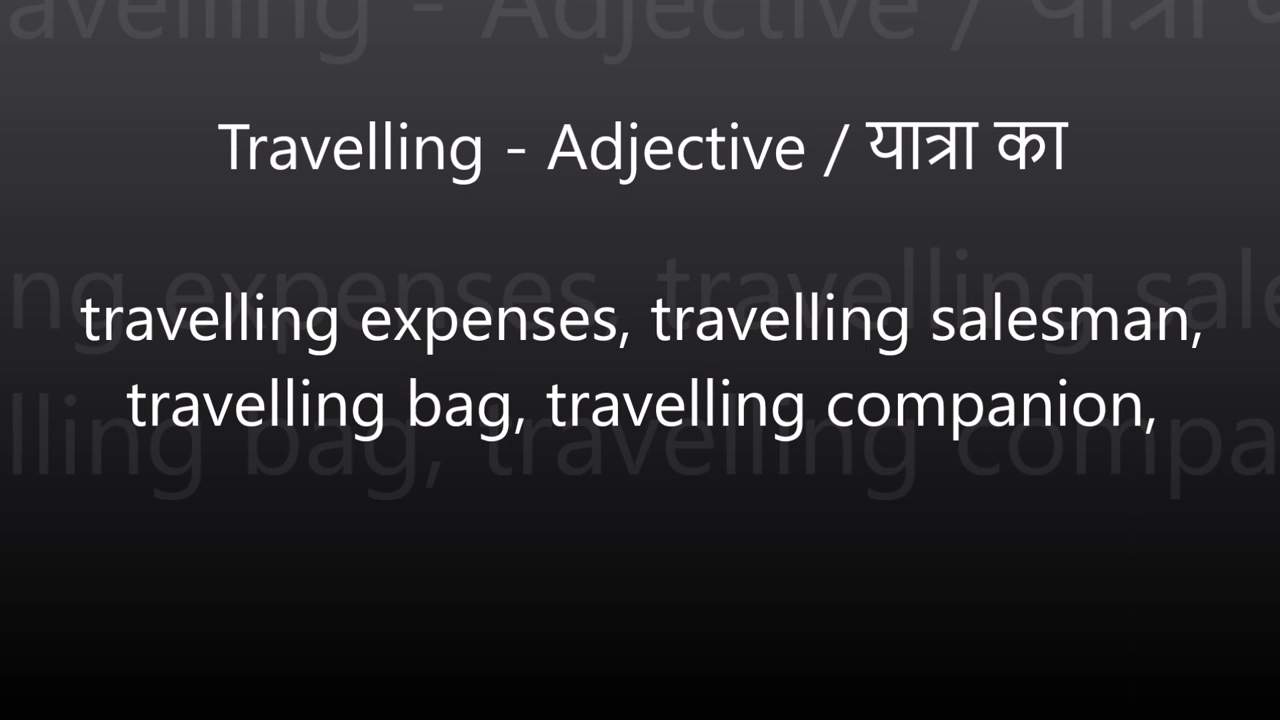 Travelling - Adjective / यात्रा का
travelling expenses, travelling salesman,
travelling bag, travelling companion,